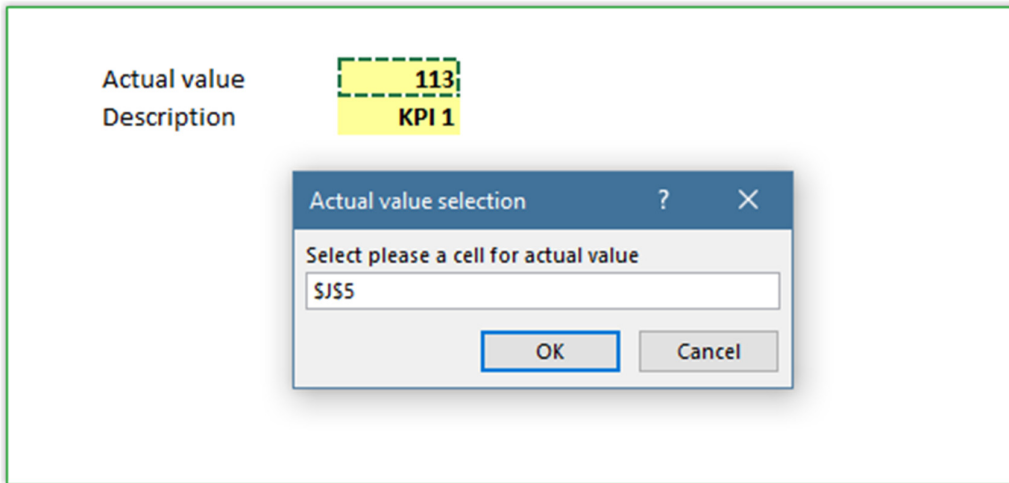 Actual value 113
Description KPI 1
Actual value selection ?
Select please a cell for actual value
$J$5
OK Cancel